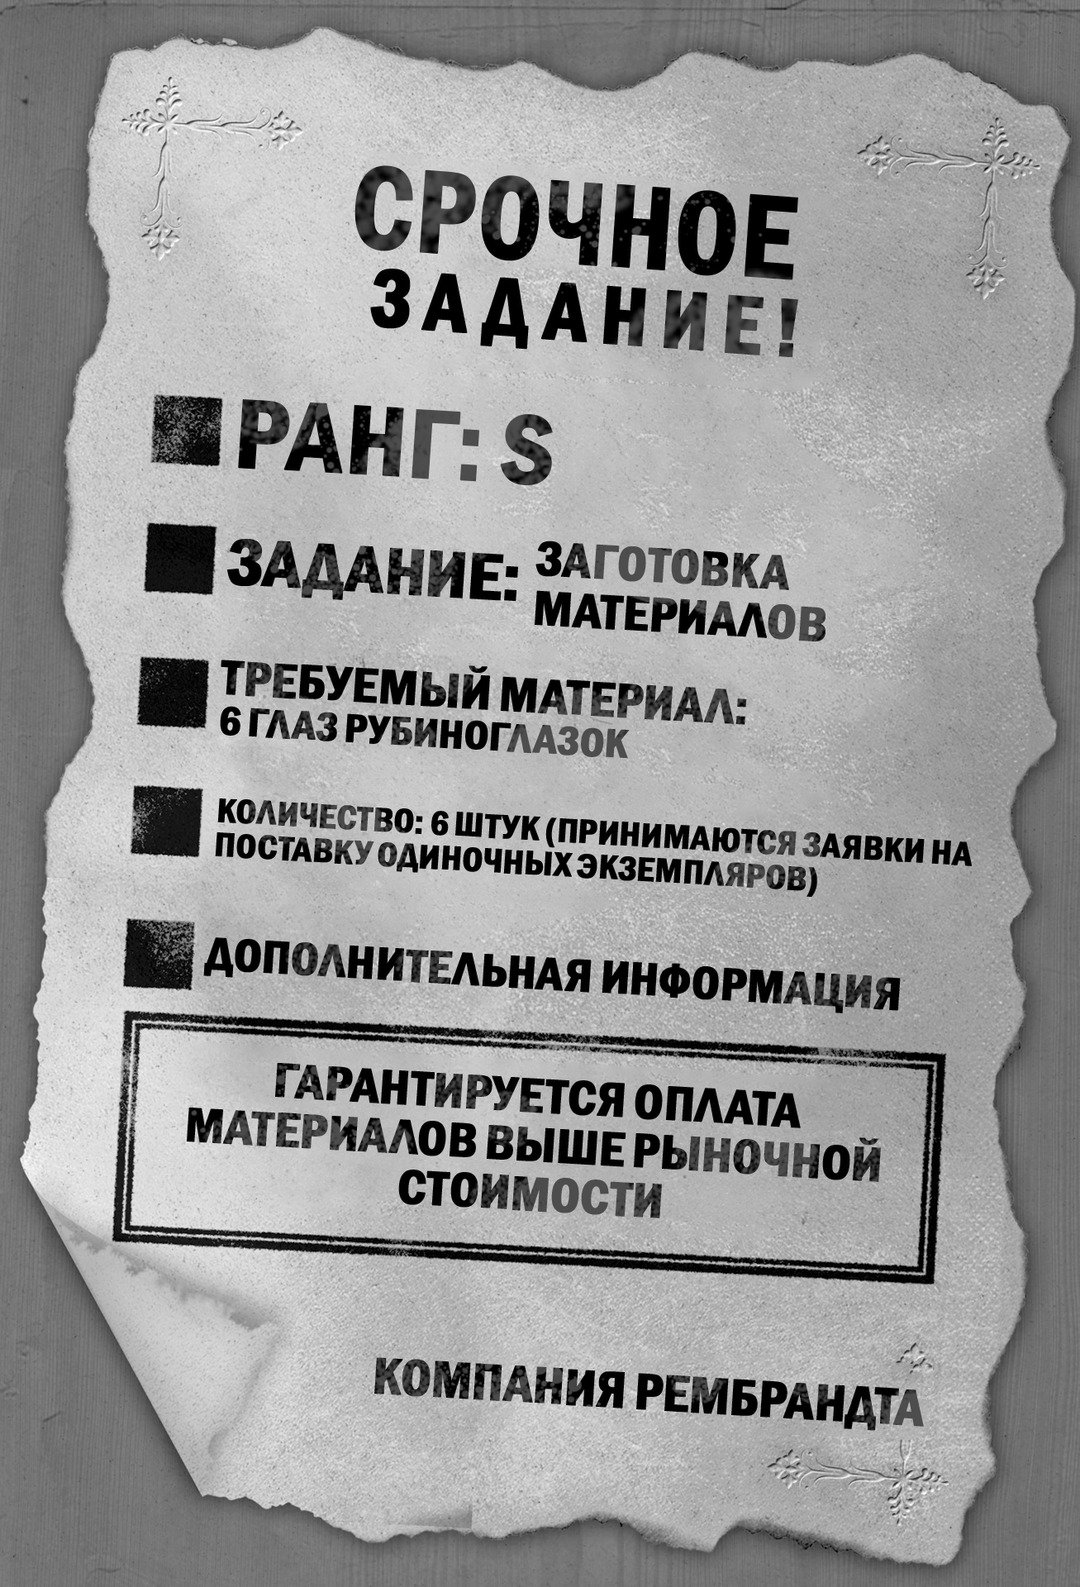 СРОЧНОЕ
ЗАДАНИЕ!
РАНГ: S
ЗАДАНИЕ: ЗАГОТОВКА
МАТЕРИАЛОВ
ТРЕБУЕМЫЙ МАТЕРИАЛ:
6 ГЛАЗ РУБИНОГЛАЗОК
КОЛИЧЕСТВО: 6 ШТУК (ПРИНИМАЮТСЯ ЗАЯВКИ НА
ПОСТАВКУ ОДИНОЧНЫХ ЭКЗЕМПЛЯРОВ)
ДОПОЛНИТЕЛЬНАЯ ИНФОРМАЦИЯ
ГАРАНТИРУЕТСЯ ОПЛАТА
МАТЕРИАЛОВ ВЫШЕ РЫНОЧНОЙ
СТОИМОСТИ
КОМПАНИЯ РЕМБРАНДТА